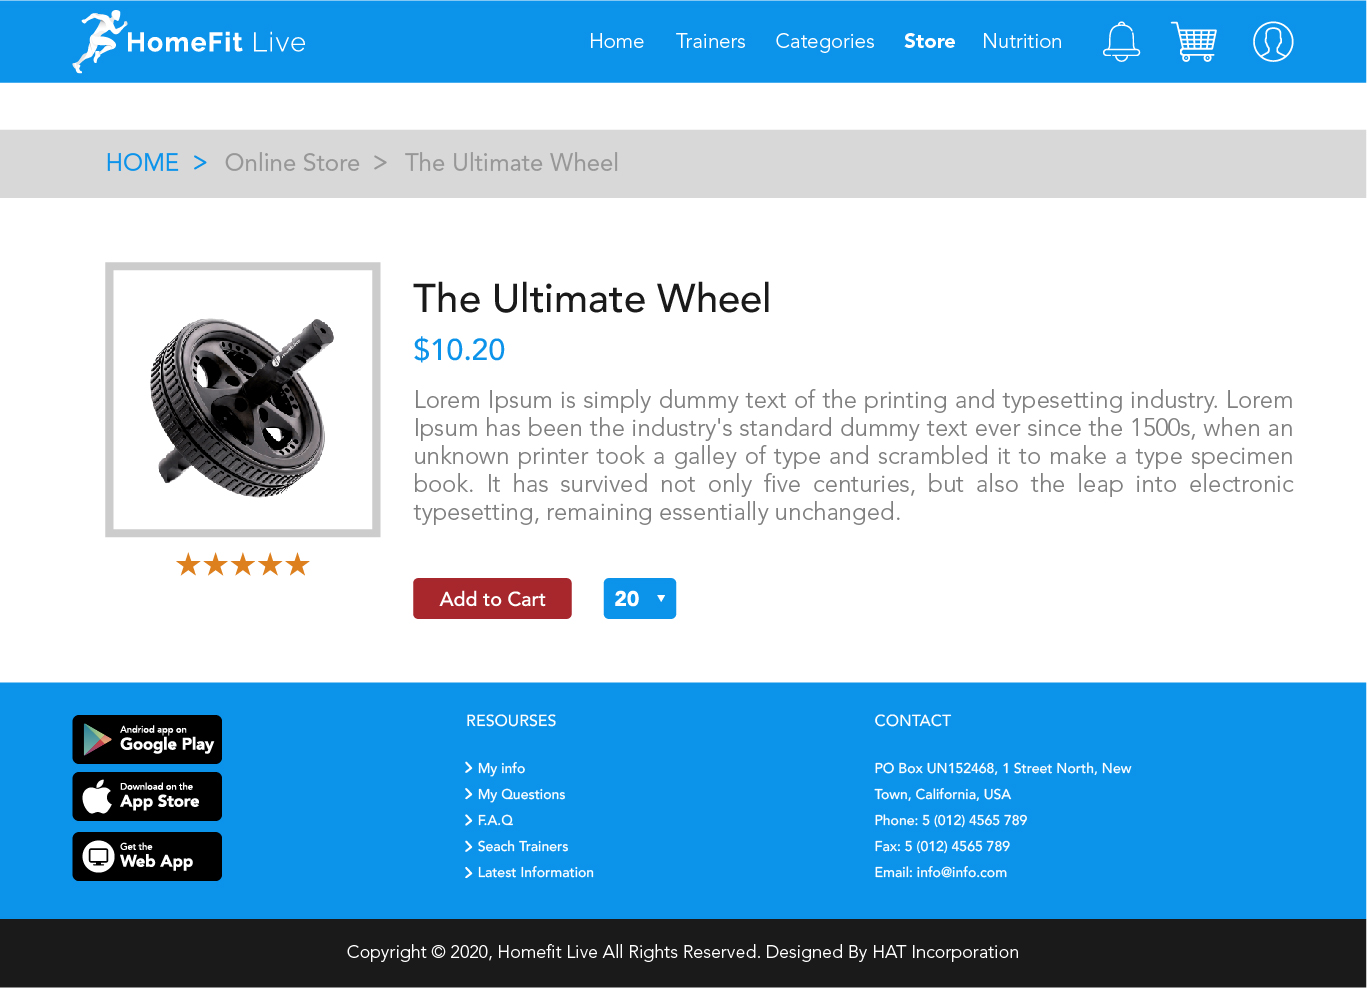 HomeFit Live
Home Trainers Categories Store Nutrition
HOME > Online Store > The Ultimate Wheel
The Ultimate Wheel
$10.20
Lorem Ipsum is simply dummy text of the printing and typesetting industry. Lorem
Ipsum has been the industry's standard dummy text ever since the 1500s, when an
unknown printer took a galley of type and scrambled it to make a type specimen
book. It has survived not only five centuries, but also the leap into electronic
typesetting, remaining essentially unchanged.
Add to Cart
20
Andriod app on
Google Play
Download on the
App Store
Get the
Web App
RESOURSES
My info
My Questions
F.A.Q
Seach Trainers
Latest Information
CONTACT
PO Box UN152468, 1 Street North, New
Town, California, USA
Phone: 5 (012) 4565 789
Fax: 5 (012) 4565 789
Email: info@info.com
Copyright © 2020, Homefit Live All Rights Reserved. Designed By HAT Incorporation